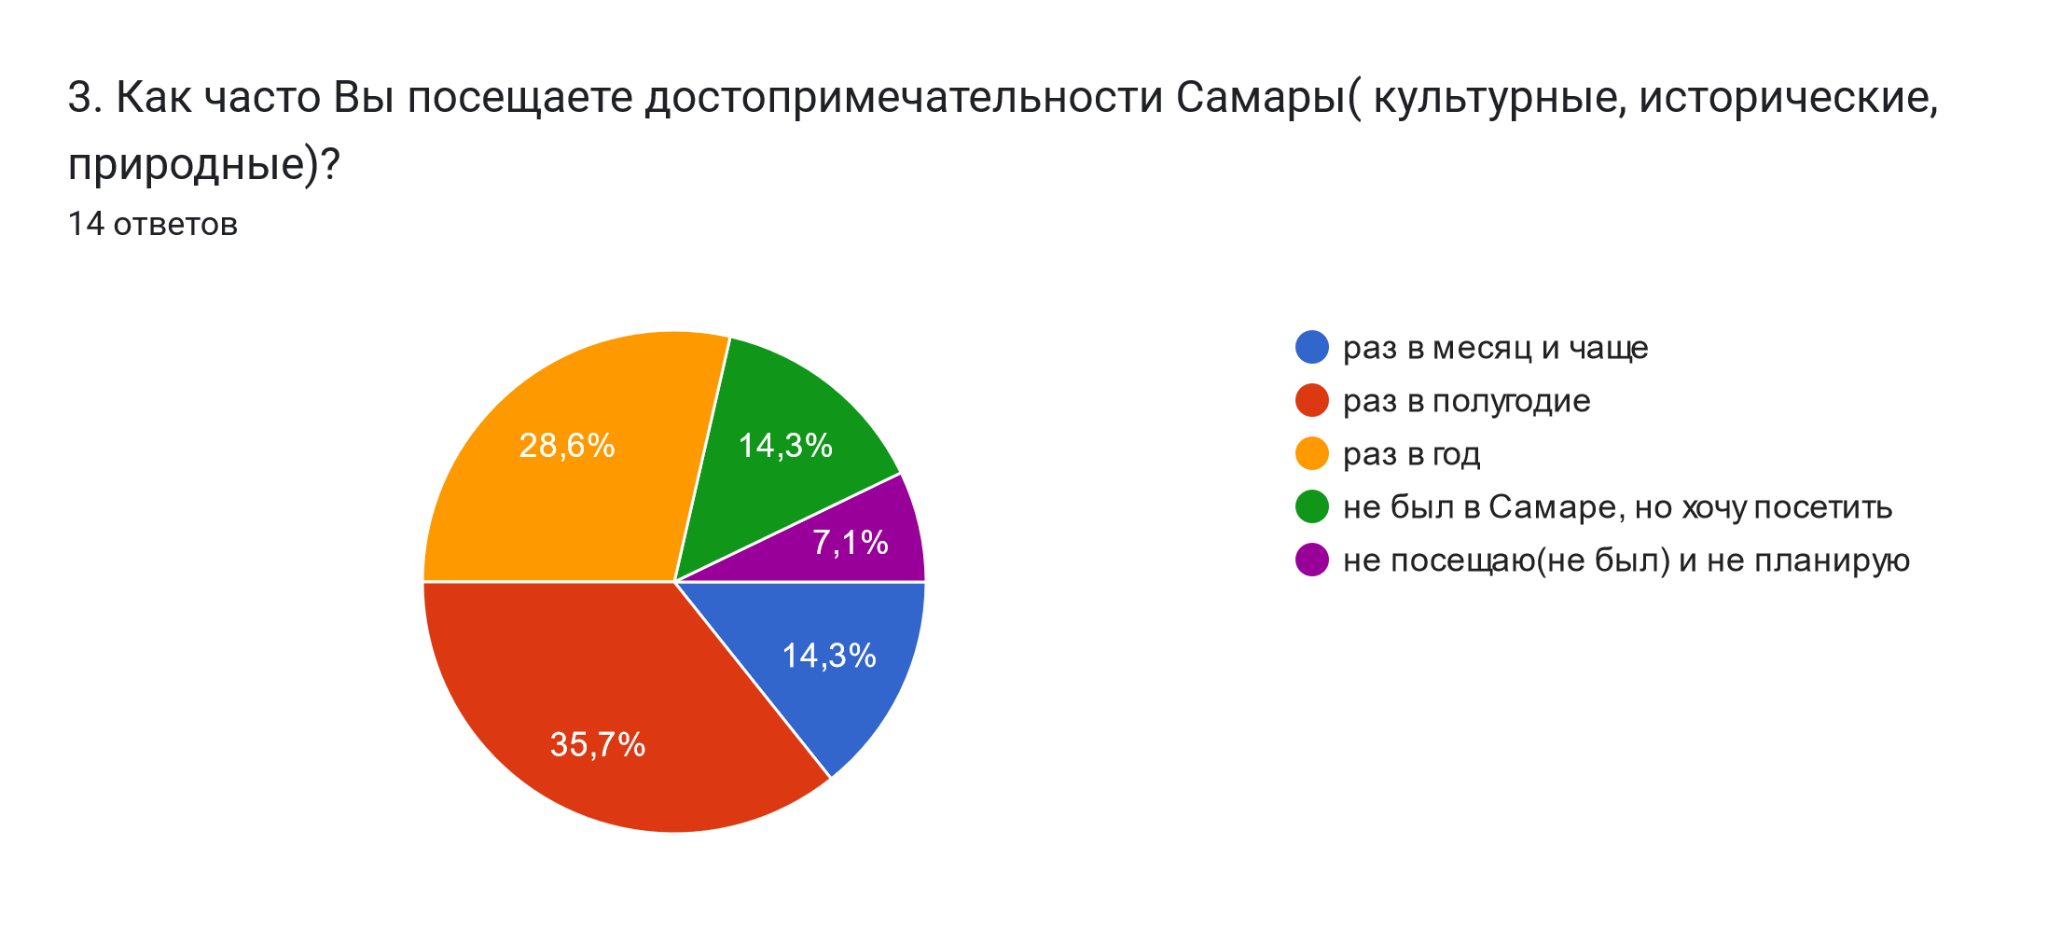 3. Как часто Вы посещаете достопримечательности Самары( культурные, исторические,
природные)?
14 ответов
28,6%
14,3%
7,1%
14,3%
35,7%
раз в месяц и чаще
раз в полугодие
раз в год
не был в Самаре, но хочу посетить
не посещаю(не был) и не планирую